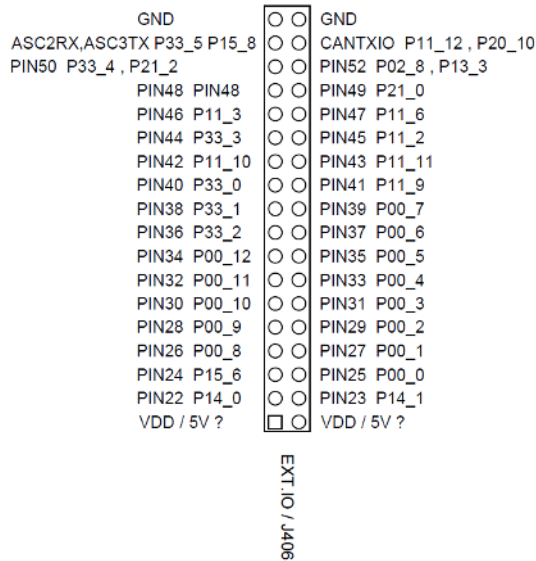 GND GND
ASC2RX,ASC3TX P33_5 P15_8 CANTXIO P11_12 , P20_10
PIN50 P33_4 , P21_2 PIN52 P02_8 , P13_3
PIN48 PIN48 PIN49 P21_0
PIN46 P11_3 PIN47 P11_6
PIN44 P33_3 PIN45 P11_2
PIN42 P11_10 PIN43 P11_11
PIN40 P33_0 PIN41 P11_9
PIN38 P33_1 PIN39 P00_7
PIN36 P33_2 PIN37 P00_6
PIN34 P00_12 PIN35 P00_5
PIN32 P00_11 PIN33 P00_4
PIN30 P00_10 PIN31 P00_3
PIN28 P00_9 PIN29 P00_2
PIN26 P00_8 PIN27 P00_1
PIN24 P15_6 PIN25 P00_0
PIN22 P14_0 PIN23 P14_1
VDD / 5V ? VDD / 5V ?
EXT.IO / J406